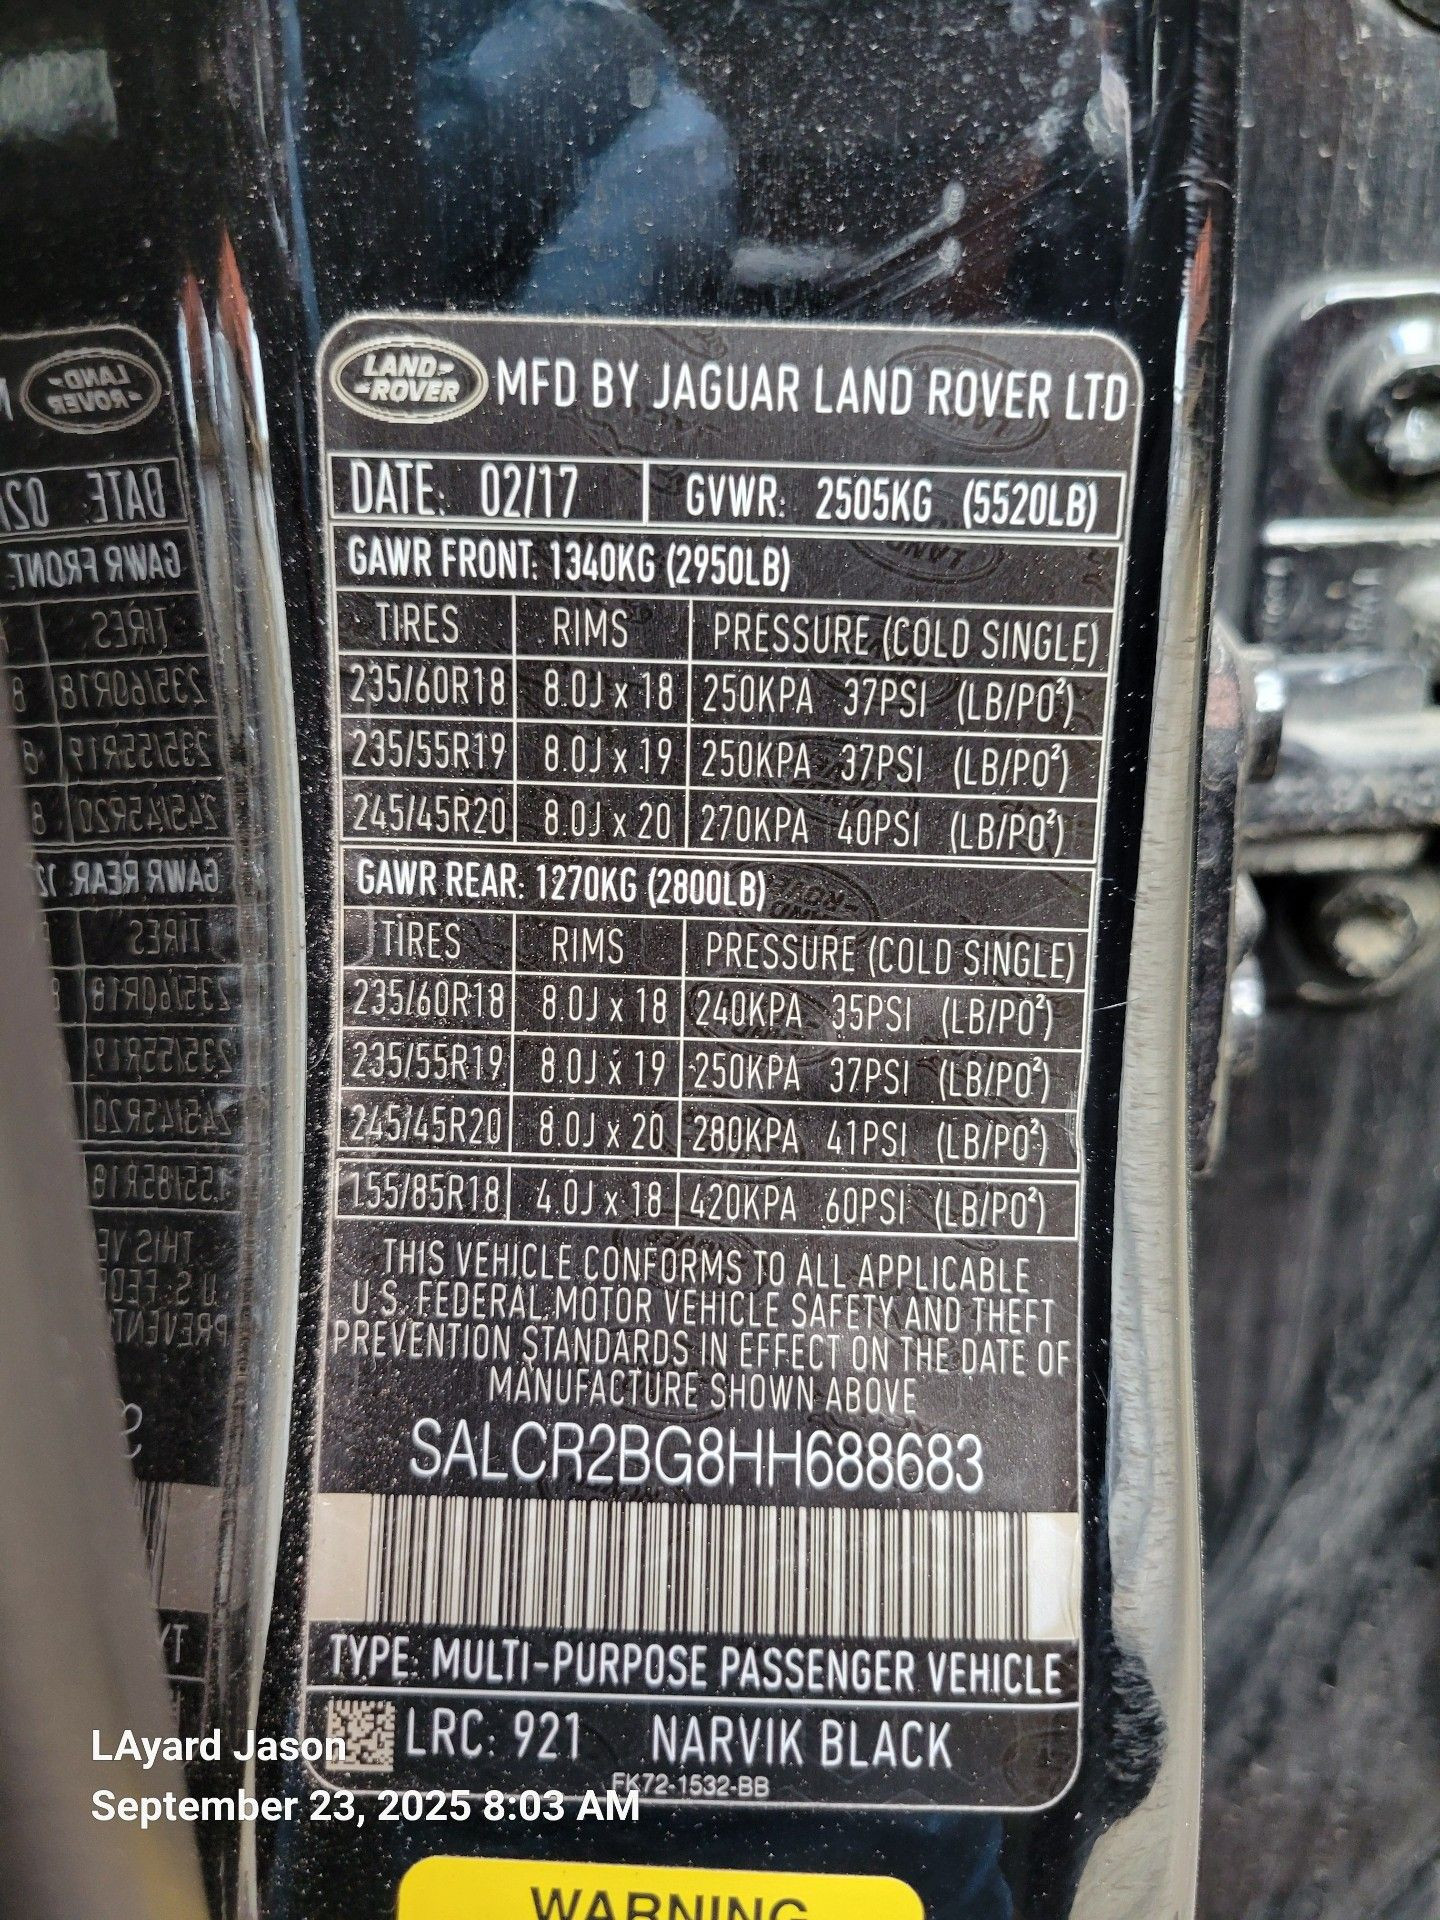 LAND ROVER MFD BY JAGUAR LAND ROVER LTD
DATE: 02/17 GVWR: 2505KG (5520LB)
GAWR FRONT: 1340KG (2950LB)
TIRES RIMS PRESSURE (COLD SINGLE)
235/60R18 8.0J x 18 250KPA 37PSI (LB/PO²)
235/55R19 8.0J x 19 250KPA 37PSI (LB/PO²)
245/45R20 8.0J x 20 270KPA 40PSI (LB/PO²)
GAWR REAR: 1270KG (2800LB)
TIRES RIMS PRESSURE (COLD SINGLE)
235/60R18 8.0J x 18 240KPA 35PSI (LB/PO²)
235/55R19 8.0J x 19 250KPA 37PSI (LB/PO²)
245/45R20 8.0J x 20 280KPA 41PSI (LB/PO²)
155/85R18 4.0J x 18 420KPA 60PSI (LB/PO²)
THIS VEHICLE CONFORMS TO ALL APPLICABLE
U.S. FEDERAL MOTOR VEHICLE SAFETY AND THEFT
PREVENTION STANDARDS IN EFFECT ON THE DATE OF
MANUFACTURE SHOWN ABOVE
SALCR2BG8HH688683
TYPE: MULTI-PURPOSE PASSENGER VEHICLE
LRC: 921 NARVIK BLACK
FK72-1532-BB
LAyard Jason
September 23, 2025 8:03 AM
WARNING